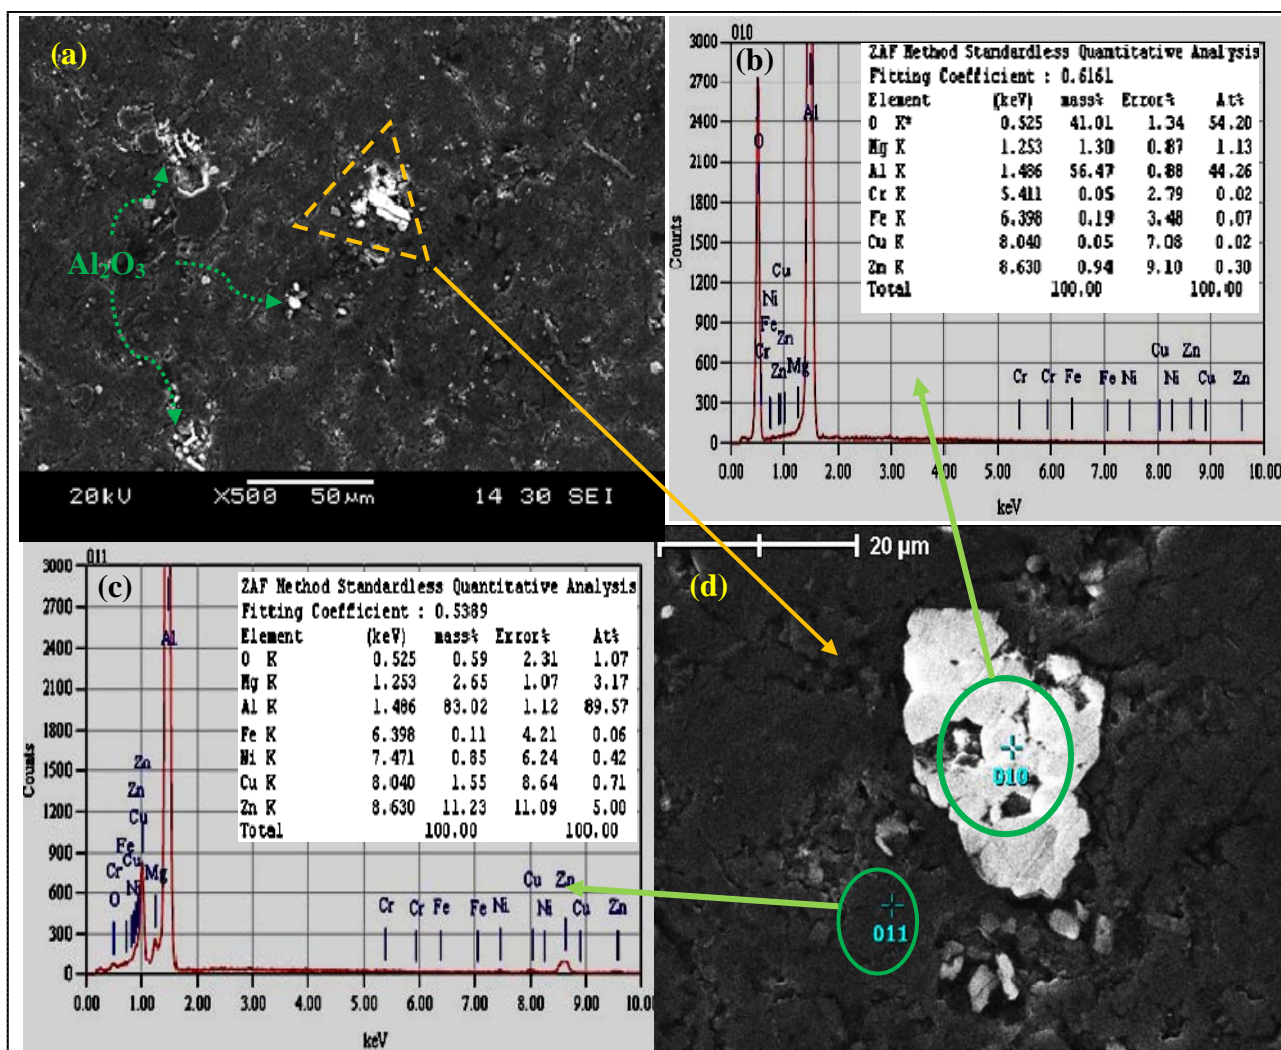 (a)
Al₂O₃
20kV X500 50μm 14 30 SEI
(b)
010
ZAF Method Standardless Quantitative Analysis
Fitting Coefficient : 0.6161
Element (keV) mass% Error% At%
O K* 0.525 41.01 1.34 54.20
Mg K 1.253 1.30 0.87 1.13
Al K 1.486 56.47 0.88 44.26
Cr K 5.411 0.05 2.79 0.02
Fe K 6.398 0.19 3.48 0.07
Cu K 8.040 0.05 7.08 0.02
Zn K 8.630 0.94 9.10 0.30
Total 100.00 100.00
Counts
3000
2700
2400
2100
1800
1500
1200
900
600
300
0
O
Al
Cu
Ni
Fe
Zn
Cr
Zn
Mg
Cu Zn
Cr Cr Fe Fe Ni Ni Cu Zn
0.00 1.00 2.00 3.00 4.00 5.00 6.00 7.00 8.00 9.00 10.00
keV
(c)
011
ZAF Method Standardless Quantitative Analysis
Fitting Coefficient : 0.5389
Element (keV) mass% Error% At%
O K 0.525 0.59 2.31 1.07
Mg K 1.253 2.65 1.07 3.17
Al K 1.486 83.02 1.12 89.57
Fe K 6.398 0.11 4.21 0.06
Ni K 7.471 0.85 6.24 0.42
Cu K 8.040 1.55 8.64 0.71
Zn K 8.630 11.23 11.09 5.00
Total 100.00 100.00
Counts
3000
2700
2400
2100
1800
1500
1200
900
600
300
0
Al
Zn
Zn
Cu
Fe
Cu
Cr
Mg
Ni
O
Cu Zn
Cr Cr Fe Fe Ni Ni Cu Zn
0.00 1.00 2.00 3.00 4.00 5.00 6.00 7.00 8.00 9.00 10.00
keV
20 μm
(d)
010
011